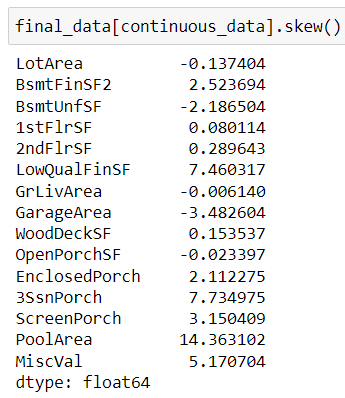 final_data[continuous_data].skew()
LotArea -0.137404
BsmtFinSF2 2.523694
BsmtUnfSF -2.186504
1stFlrSF 0.080114
2ndFlrSF 0.289643
LowQualFinSF 7.460317
GrLivArea -0.006140
GarageArea -3.482604
WoodDeckSF 0.153537
OpenPorchSF -0.023397
EnclosedPorch 2.112275
3SsnPorch 7.734975
ScreenPorch 3.150409
PoolArea 14.363102
MiscVal 5.170704
dtype: float64